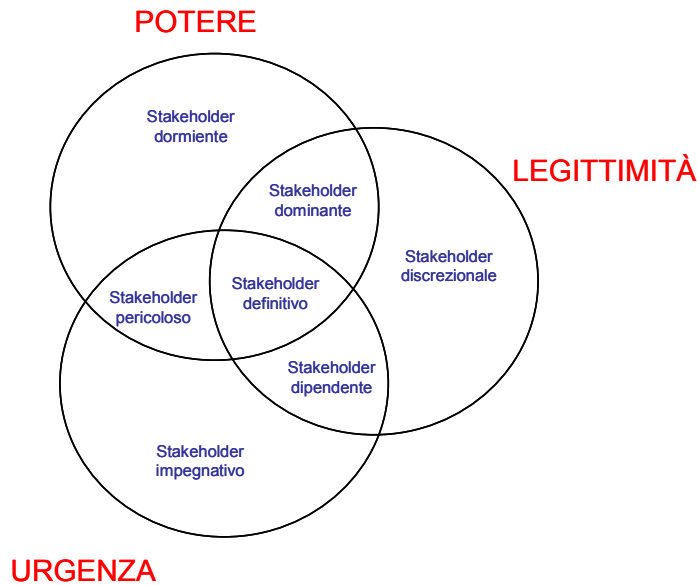 POTERE
Stakeholder
dormiente
LEGITTIMITÀ
Stakeholder
dominante
Stakeholder
discrezionale
Stakeholder
pericoloso
Stakeholder
definitivo
Stakeholder
dipendente
Stakeholder
impegnativo
URGENZA